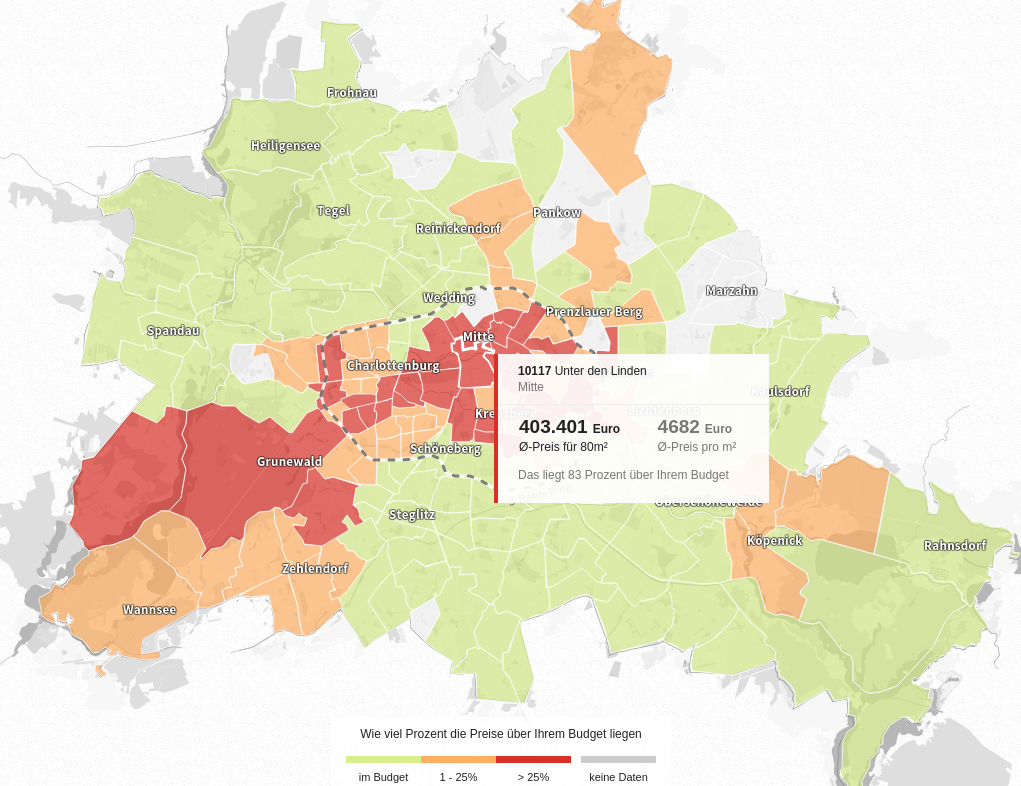 Frohnau
Heiligensee
Tegel
Reinickendorf
Pankow
Wedding
Marzahn
Prenzlauer Berg
Spandau
Mitte
Charlottenburg
10117 Unter den Linden
Mitte
403.401 Euro
4682 Euro
Ø-Preis für 80m²
Ø-Preis pro m²
Das liegt 83 Prozent über Ihrem Budget
Kreuzberg
Lichtenberg
Schöneberg
Grunewald
Steglitz
Köpenick
Rahnsdorf
Zehlendorf
Wannsee
Wie viel Prozent die Preise über Ihrem Budget liegen
im Budget
1 - 25%
> 25%
keine Daten